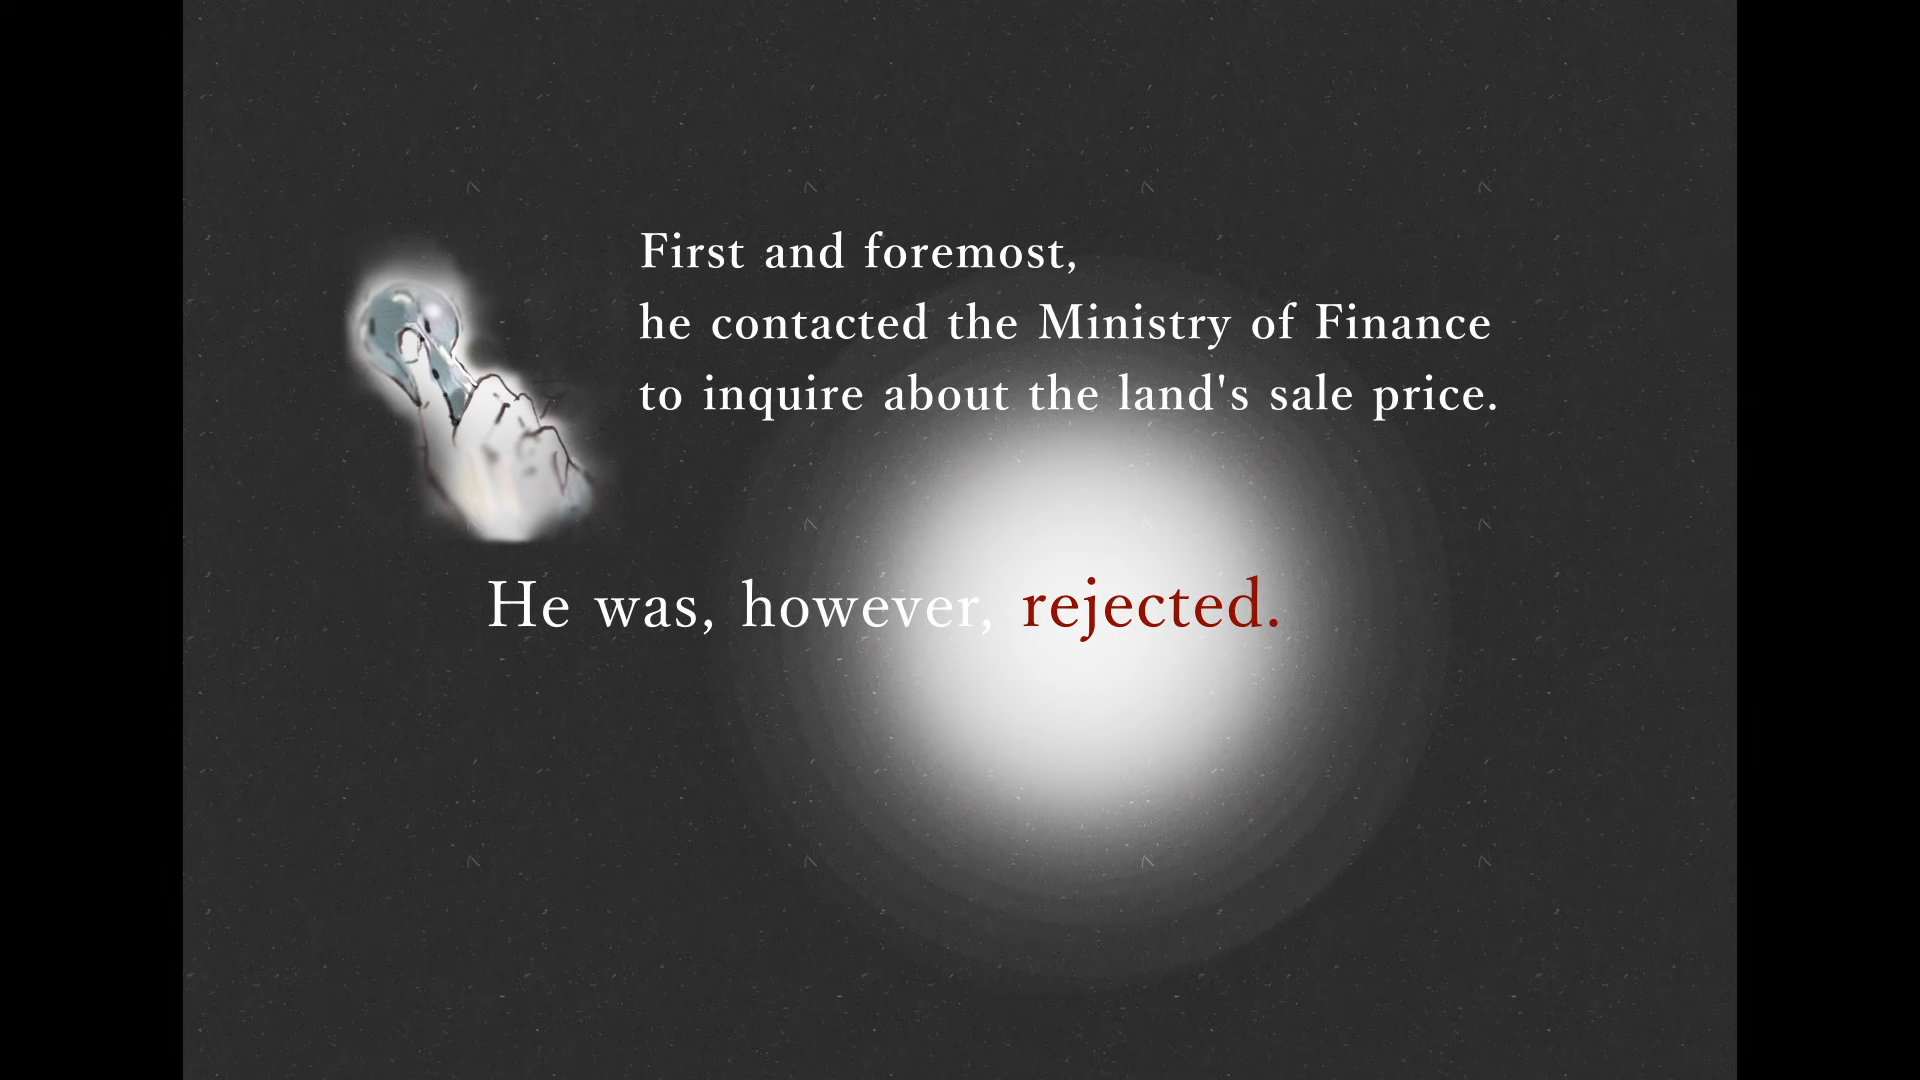 First and foremost,
he contacted the Ministry of Finance
to inquire about the land's sale price.
He was, however, rejected.